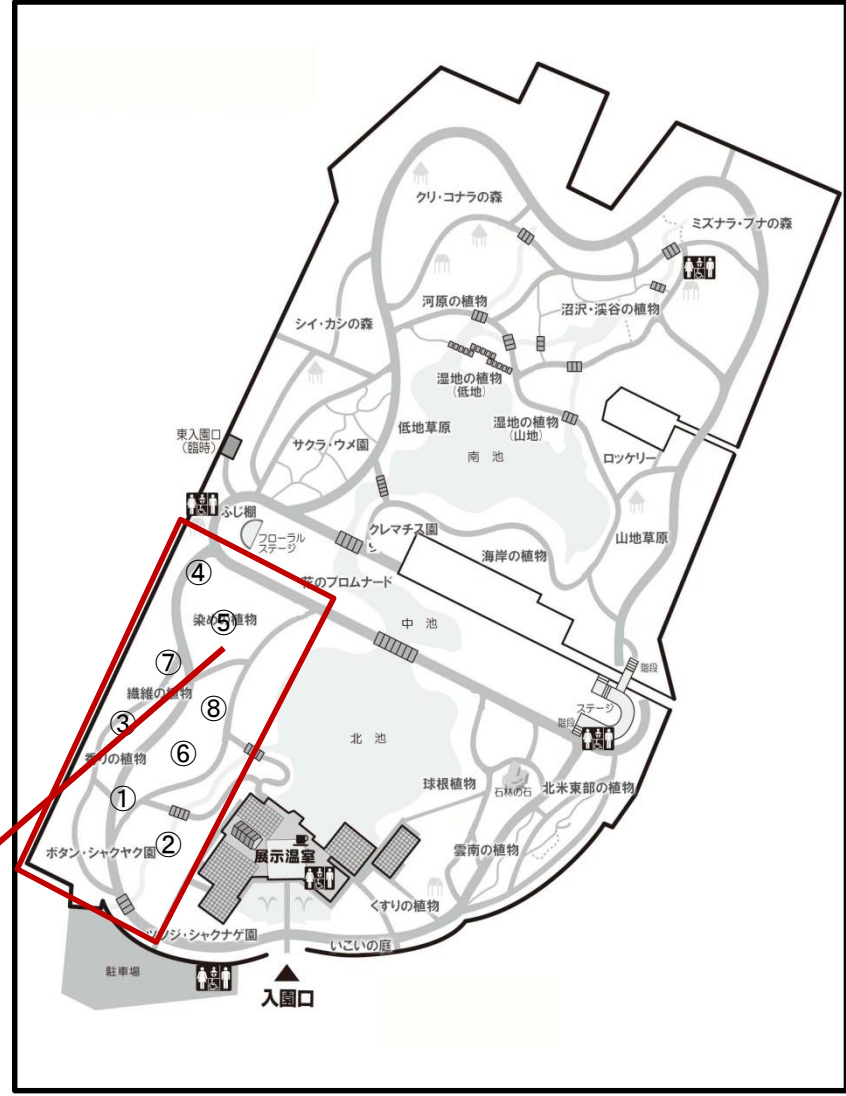 クリ・コナラの森
ミズナラ・ブナの森
河原の植物
沼沢・渓谷の植物
シイ・カシの森
湿地の植物
(低地)
湿地の植物
(山地)
東入園口
(臨時)
サクラ・ウメ園
低地草原
南 池
ロックケリー
ふじ棚
フローラル
ステージ
クレマチス園
海岸の植物
山地草原
④
花のプロムナード
染めの植物
⑤
中 池
⑦
階段
繊維の植物
⑧
ステージ
③
階段
北 池
香りの植物
⑥
球根植物
石林の石
北米東部の植物
①
②
ボタン・シャクヤク園
展示温室
雲南の植物
くすりの植物
ツツジ・シャクナゲ園
いこいの庭
駐車場
入園口